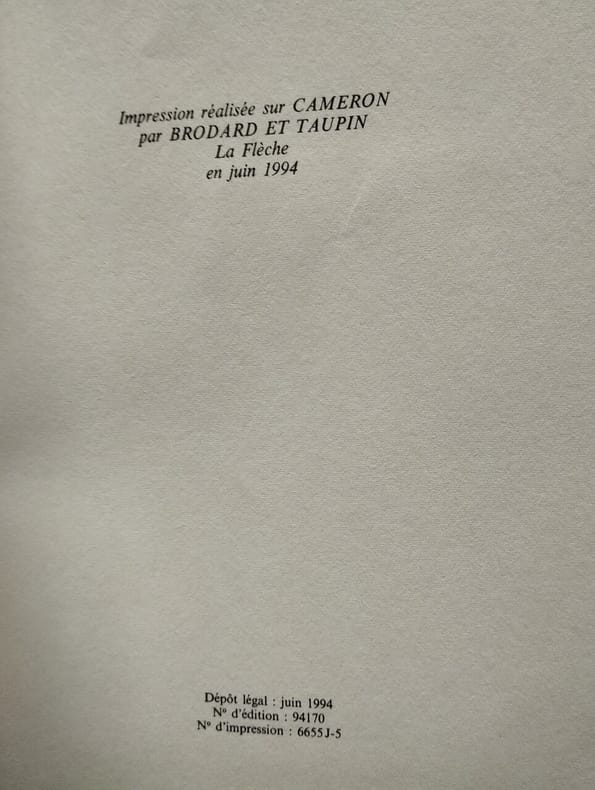 Impression réalisée sur CAMERON
par BRODARD ET TAUPIN
La Flèche
en juin 1994
Dépôt légal : juin 1994
N° d'édition : 94170
N° d'impression : 6655J-5